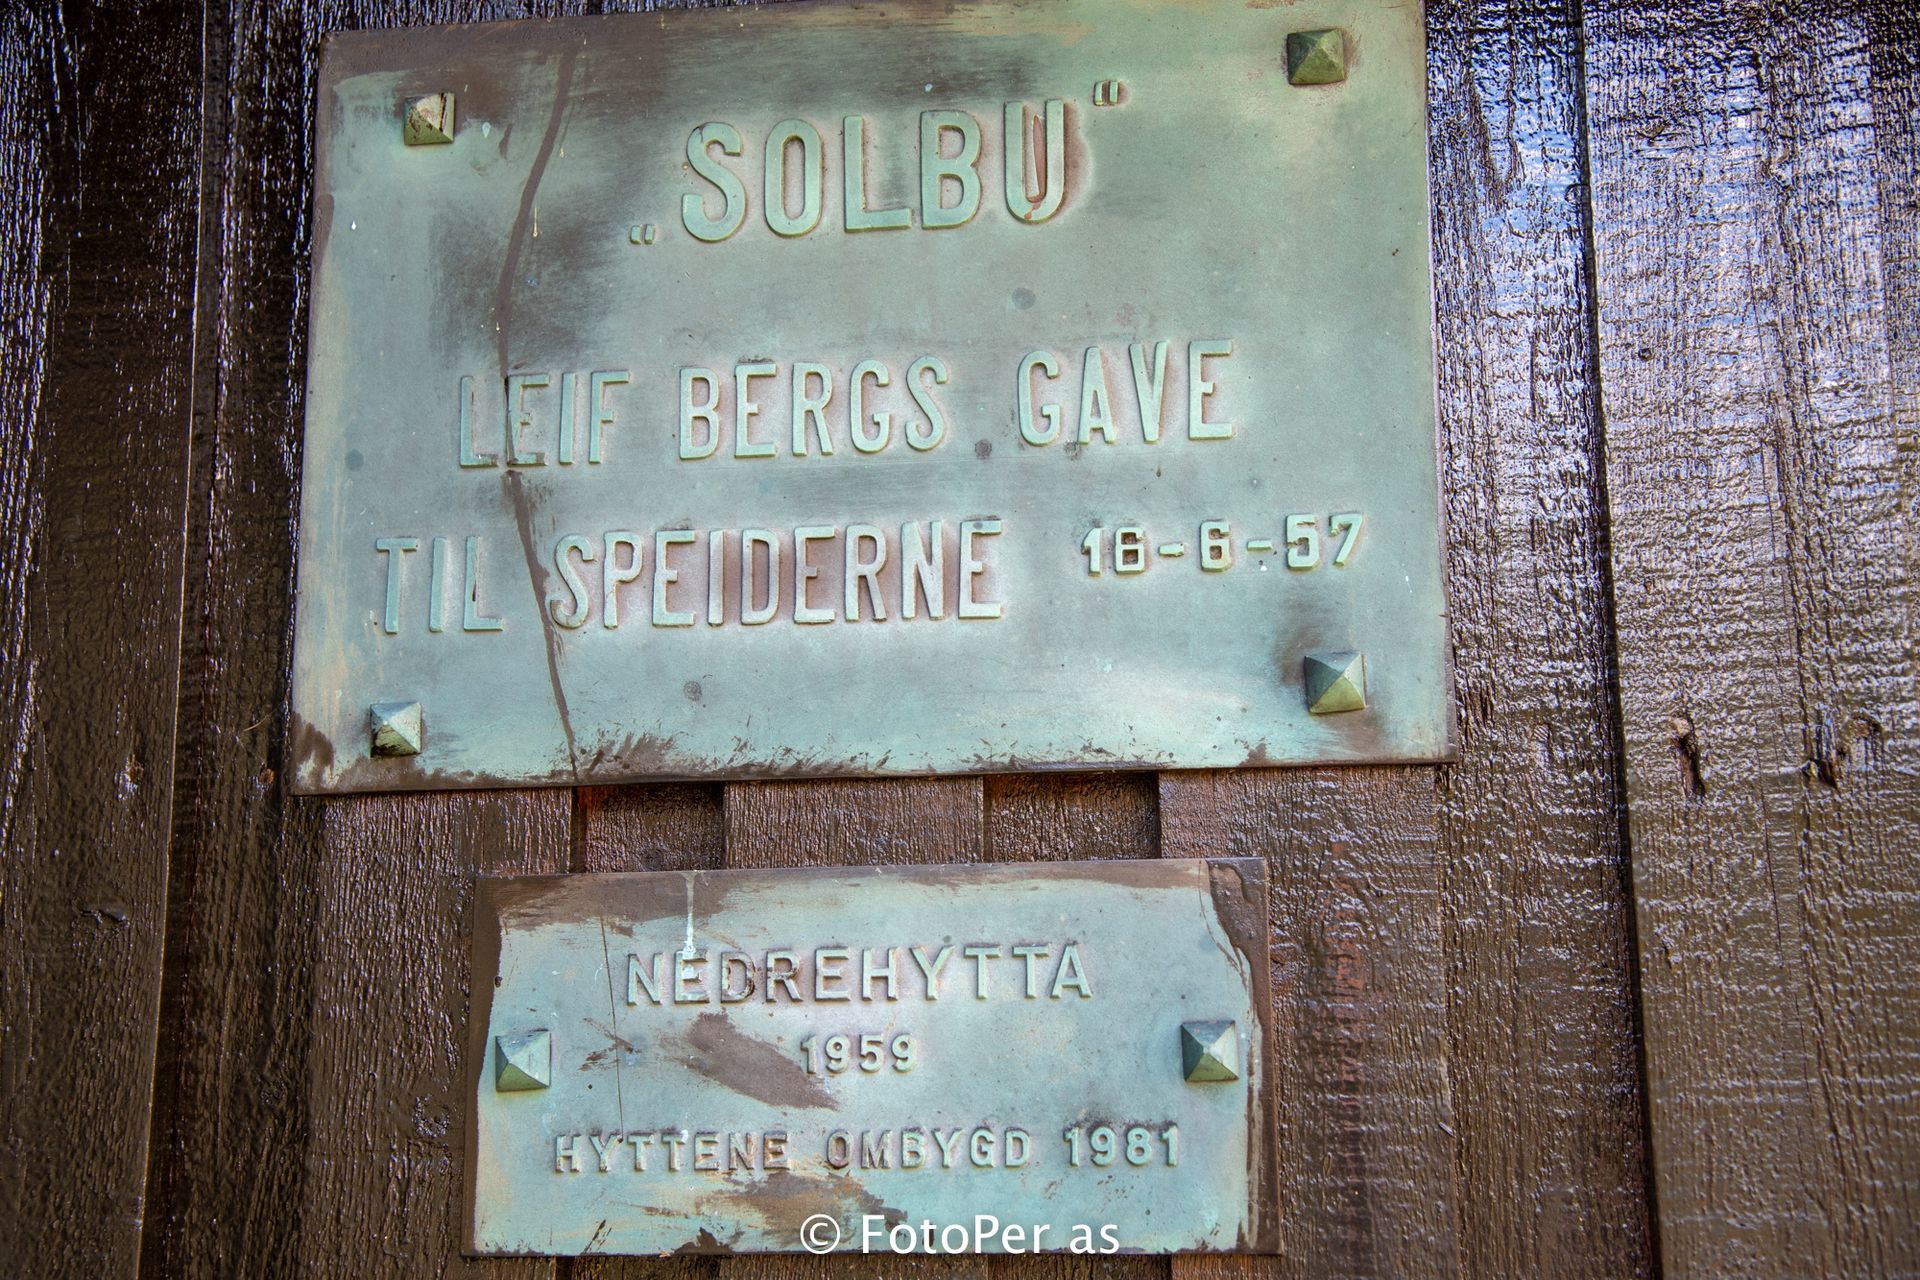 „SOLBU“
LEIF BERGS GAVE
TIL SPEIDERNE 16-6-57
NEDREHYTTA
1959
HYTTENE OMBYGD 1981
© FotoPer as